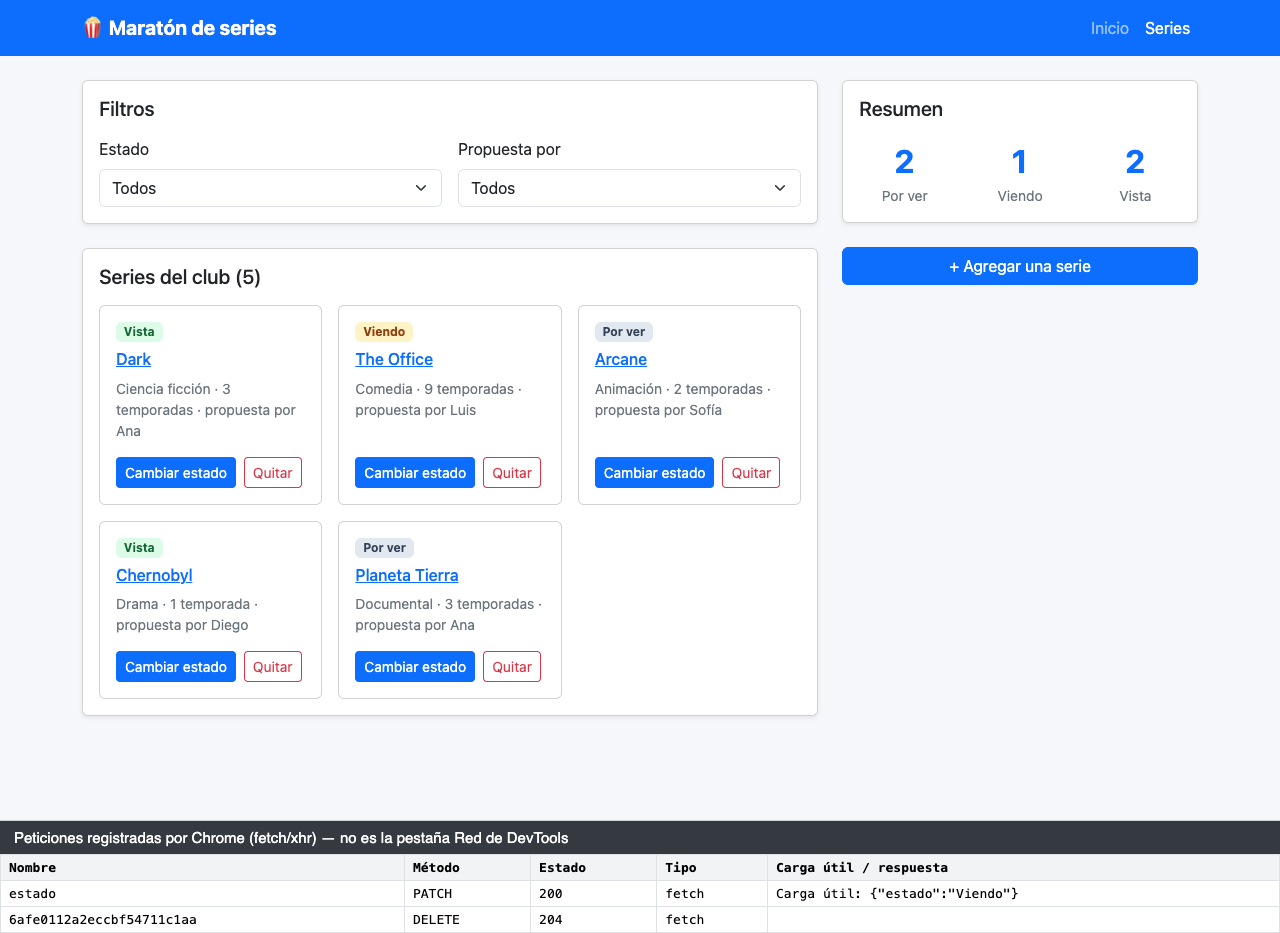 🍿 Maratón de series
Inicio Series
Filtros
Estado
Propuesta por
Todos
Todos
Resumen
2 1 2
Por ver Viendo Vista
+ Agregar una serie
Series del club (5)
Vista
Dark
Ciencia ficción · 3
temporadas · propuesta por
Ana
Cambiar estado Quitar
Viendo
The Office
Comedia · 9 temporadas ·
propuesta por Luis
Cambiar estado Quitar
Por ver
Arcane
Animación · 2 temporadas ·
propuesta por Sofía
Cambiar estado Quitar
Vista
Chernobyl
Drama · 1 temporada ·
propuesta por Diego
Cambiar estado Quitar
Por ver
Planeta Tierra
Documental · 3 temporadas ·
propuesta por Ana
Cambiar estado Quitar
Peticiones registradas por Chrome (fetch/xhr) — no es la pestaña Red de DevTools
Nombre Método Estado Tipo Carga útil / respuesta
estado PATCH 200 fetch Carga útil: {"estado":"Viendo"}
6afe0112a2eccbf54711c1aa DELETE 204 fetch